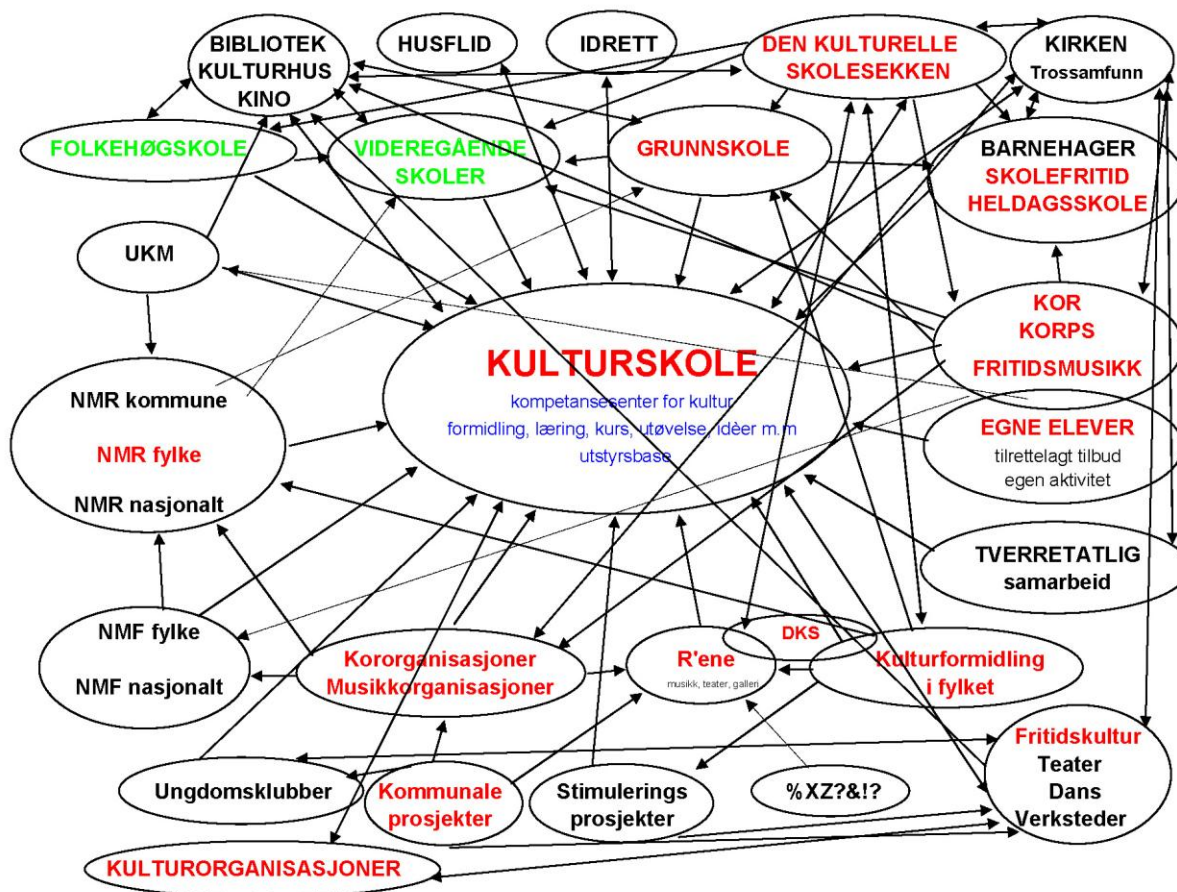 BIBLIOTEK
KULTURHUS
KINO
HUSFLID
IDRETT
DEN KULTURELLE
SKOLESEKKEN
KIRKEN
Trossamfunn
FOLKEHØGSKOLE
VIDEREGÅENDE
SKOLER
GRUNNSKOLE
BARNEHAGER
SKOLEFRITID
HELDAGSSKOLE
UKM
KOR
KORPS
FRITIDSMUSIKK
KULTURSKOLE
kompetansesenter for kultur
formidling, læring, kurs, utøvelse, idèer m.m
utstyrsbase
NMR kommune
NMR fylke
NMR nasjonalt
EGNE ELEVER
tilrettelagt tilbud
egen aktivitet
TVERRETATLIG
samarbeid
NMF fylke
NMF nasjonalt
Kororganisasjoner
Musikkorganisasjoner
R'ene
musikk, teater, galleri
DKS
Kulturformidling
i fylket
Fritidskultur
Teater
Dans
Verksteder
Ungdomsklubber
Kommunale
prosjekter
Stimulerings
prosjekter
%XZ?&!?
KULTURORGANISASJONER